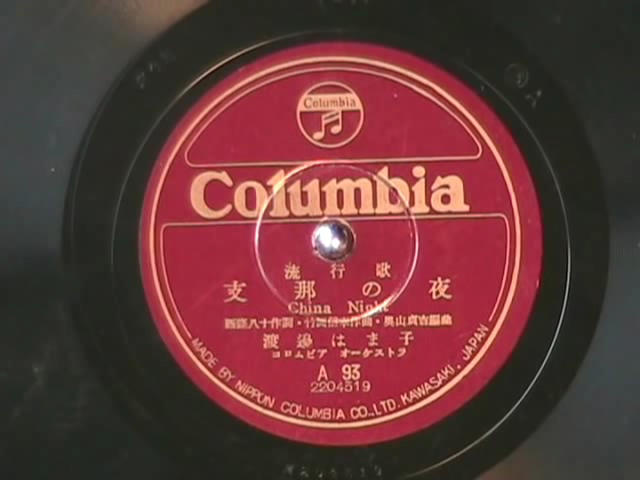 Columbia
Columbia
流行歌
支那の夜
China Night
西條八十作詞・竹岡信幸作曲・奥山貞吉編曲
渡邊はま子
コロムビア オーケストラ
A 93
2204519
MADE BY NIPPON COLUMBIA CO., LTD. KAWASAKI, JAPAN